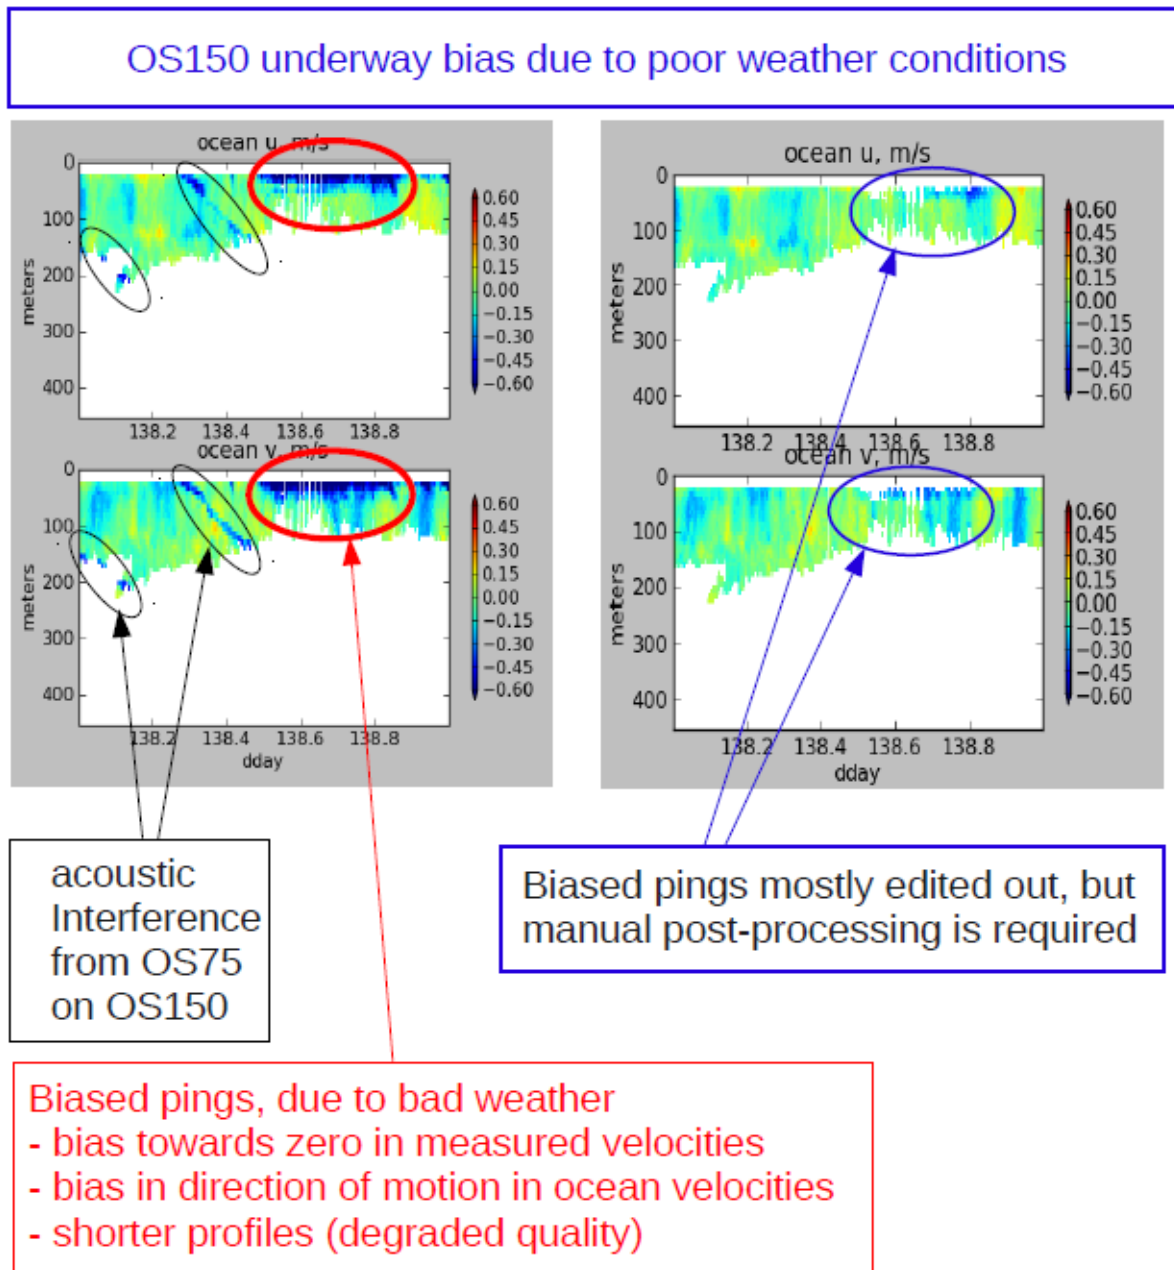 OS150 underway bias due to poor weather conditions
ocean u, m/s
0
100
200
300
400
meters
138.2 138.4 138.6 138.8
0.60
0.45
0.30
0.15
0.00
−0.15
−0.30
−0.45
−0.60
ocean v, m/s
0
100
200
300
400
meters
138.2 138.4 138.6 138.8
dday
0.60
0.45
0.30
0.15
0.00
−0.15
−0.30
−0.45
−0.60
ocean u, m/s
0
100
200
300
400
meters
138.2 138.4 138.6 138.8
0.60
0.45
0.30
0.15
0.00
−0.15
−0.30
−0.45
−0.60
ocean v, m/s
0
100
200
300
400
meters
138.2 138.4 138.6 138.8
dday
0.60
0.45
0.30
0.15
0.00
−0.15
−0.30
−0.45
−0.60
acoustic
Interference
from OS75
on OS150
Biased pings mostly edited out, but
manual post-processing is required
Biased pings, due to bad weather
- bias towards zero in measured velocities
- bias in direction of motion in ocean velocities
- shorter profiles (degraded quality)